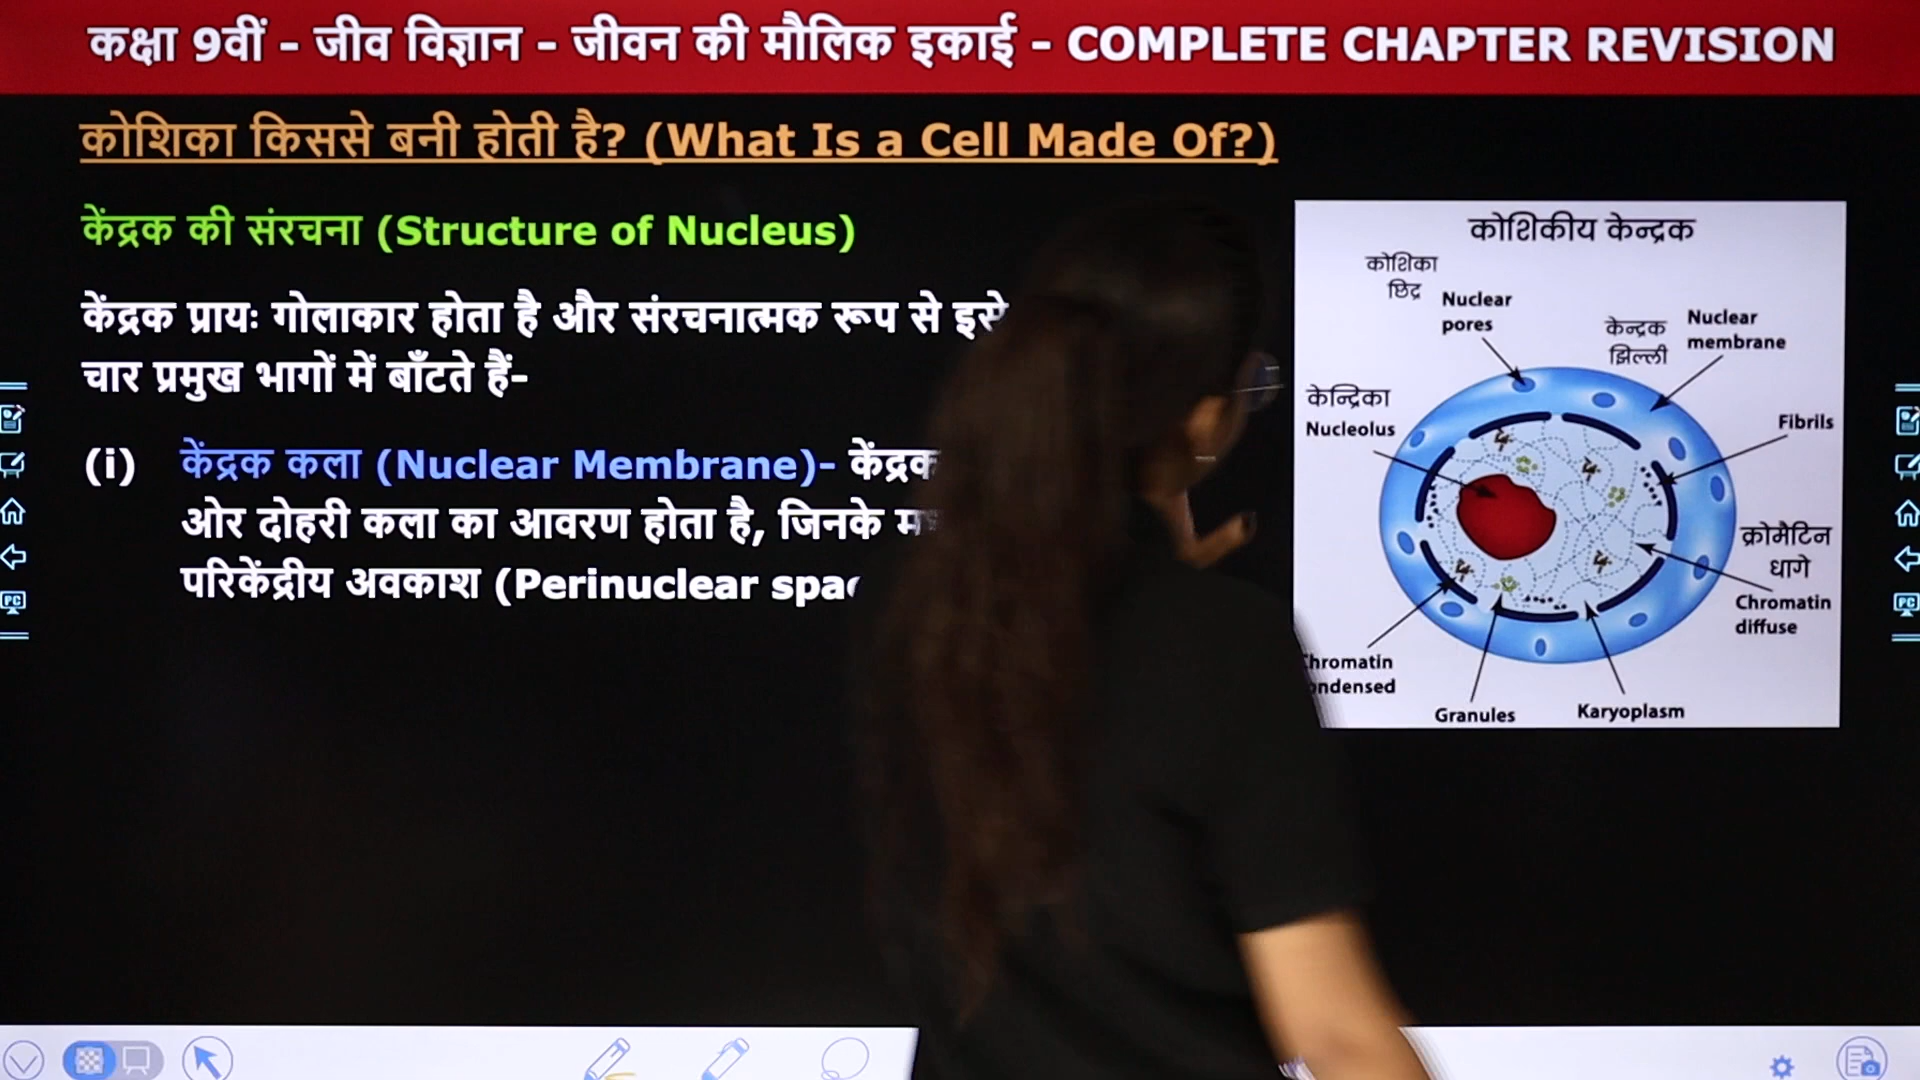 कक्षा 9वीं - जीव विज्ञान - जीवन की मौलिक इकाई - COMPLETE CHAPTER REVISION
कोशिका किससे बनी होती है? (What Is a Cell Made Of?)
केंद्रक की संरचना (Structure of Nucleus)
केंद्रक प्रायः गोलाकार होता है और संरचनात्मक रूप से इसे
चार प्रमुख भागों में बाँटते हैं-
(i) केंद्रक कला (Nuclear Membrane)- केंद्रक
ओर दोहरी कला का आवरण होता है, जिनके
परिकेंद्रीय अवकाश (Perinuclear
कोशिकीय केन्द्रक
कोशिका
छिद्र
Nuclear
pores
केन्द्रक
झिल्ली
Nuclear
membrane
केन्द्रिका
Nucleolus
Fibrils
क्रोमैटिन
धागे
Chromatin
diffuse
Granules
Karyoplasm
PC
PC